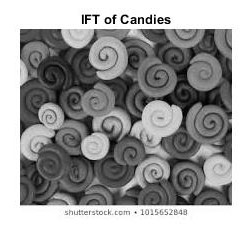 IFT of Candies
shutterstock.com • 1015652848